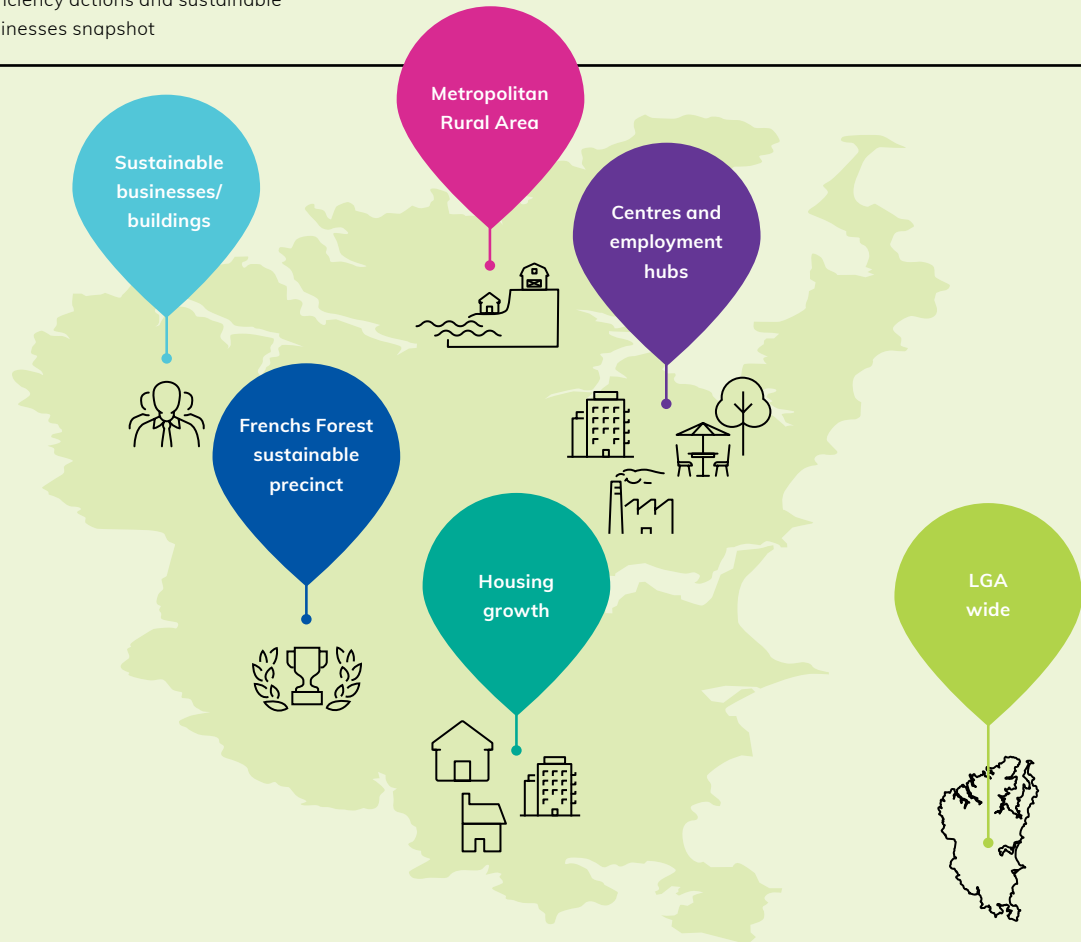 inesses snapshot
Metropolitan
Rural Area
Sustainable
businesses/
buildings
Centres and
employment
hubs
Frenchs Forest
sustainable
precinct
Housing
growth
LGA
wide